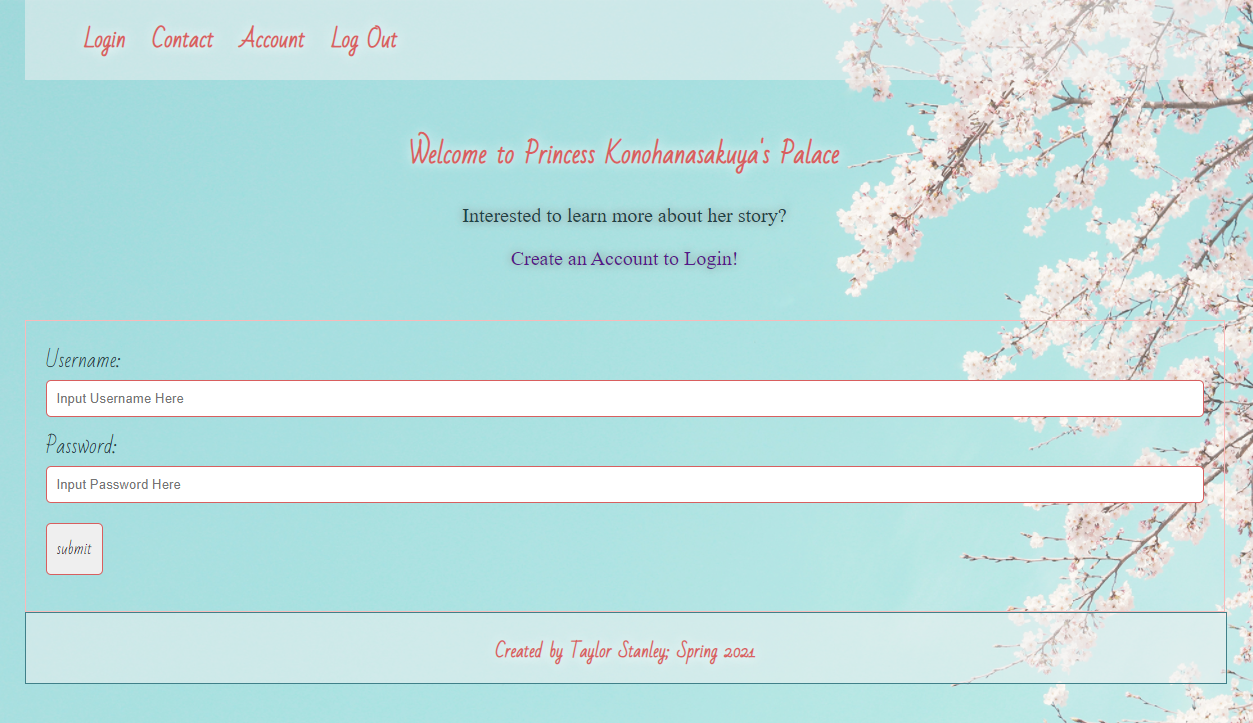 Login Contact Account Log Out
Welcome to Princess Konohanasakuya's Palace
Interested to learn more about her story?
Create an Account to Login!
Username:
Input Username Here
Password:
Input Password Here
submit
Created by Taylor Stanley; Spring 2021